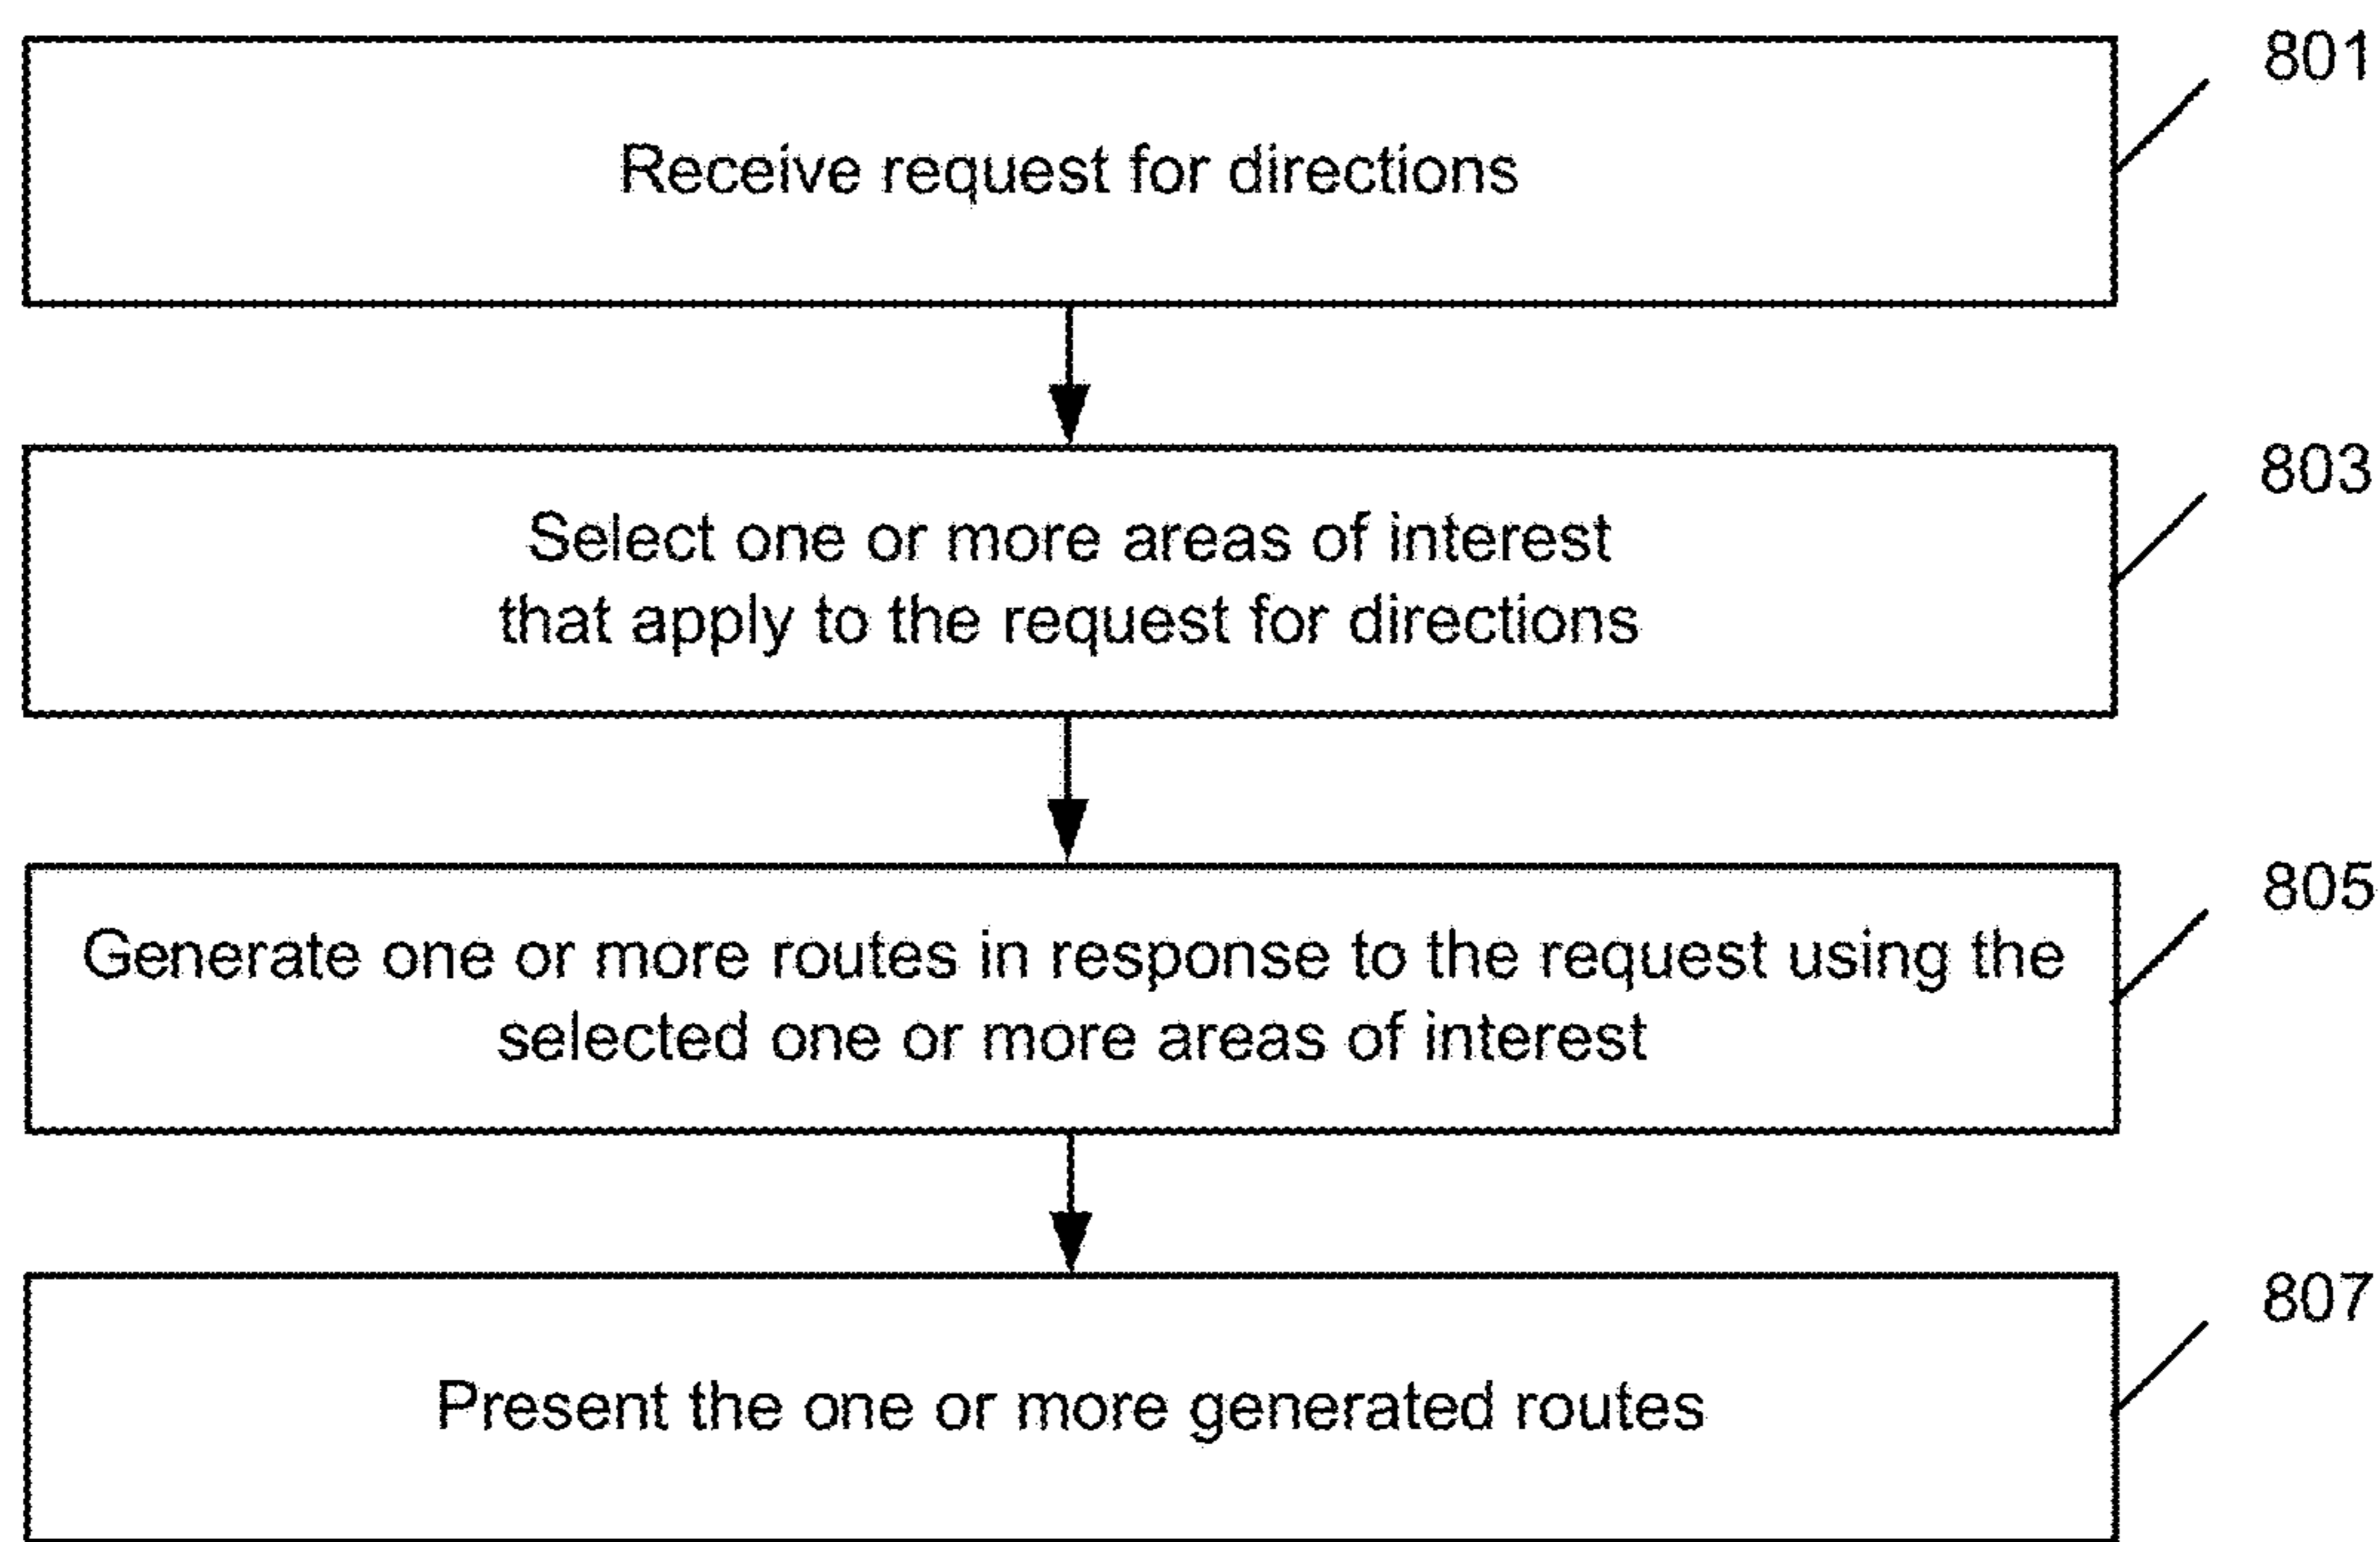 801
Receive request for directions
803
Select one or more areas of interest
that apply to the request for directions
805
Generate one or more routes in response to the request using the
selected one or more areas of interest
807
Present the one or more generated routes